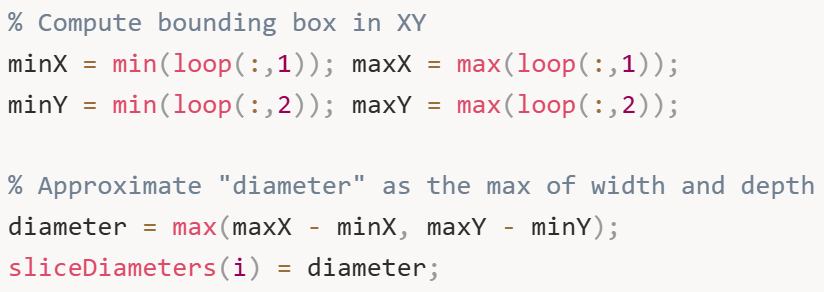 % Compute bounding box in XY
minX = min(loop(:,1)); maxX = max(loop(:,1));
minY = min(loop(:,2)); maxY = max(loop(:,2));
% Approximate "diameter" as the max of width and depth
diameter = max(maxX - minX, maxY - minY);
sliceDiameters(i) = diameter;